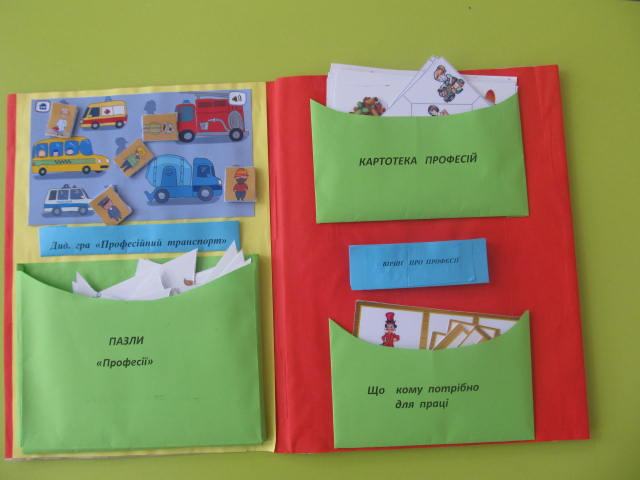 Дид. гра «Професійний транспорт»
ПАЗЛИ
«Професії»
КАРТОТЕКА ПРОФЕСІЙ
ВІРШІ ПРО ПРОФЕСІЇ
Що кому потрібно
для праці